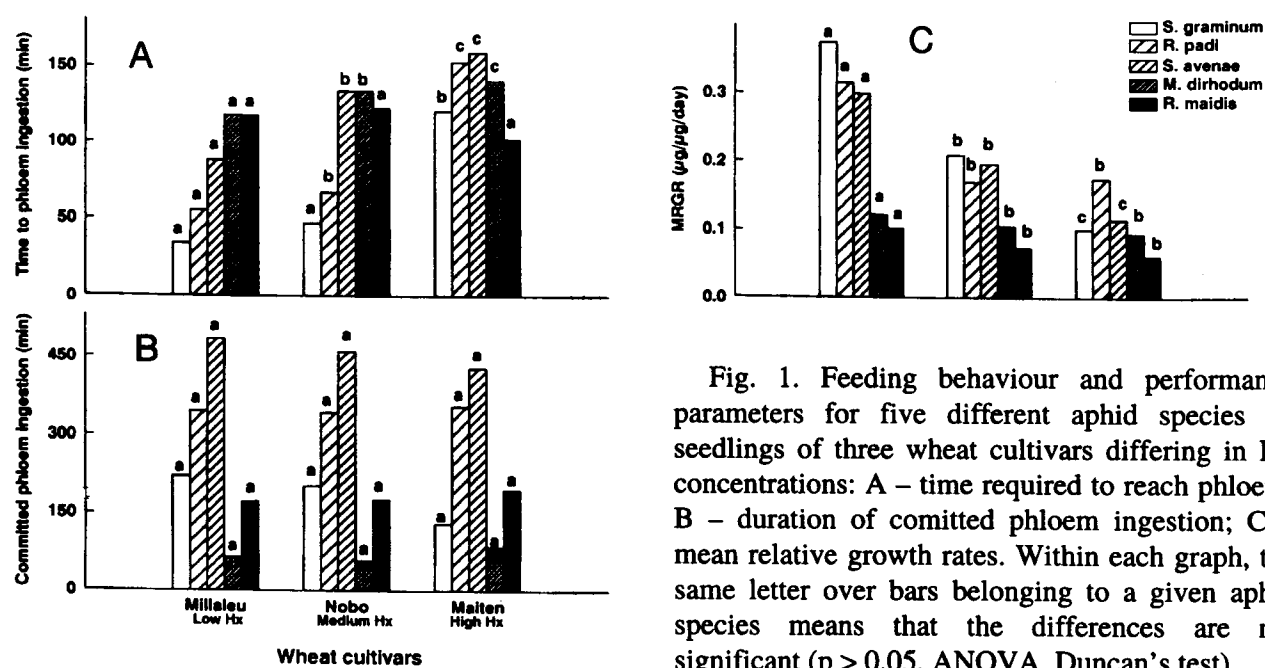 A
Time to phloem ingestion (min)
150
100
50
0
a a a a a
a b b b a
b c c c a
B
Committed phloem ingestion (min)
450
300
150
0
a a a a a
a a a a a
a a a a a
Millaleu
Low Hx
Nobo
Medium Hx
Maiten
High Hx
Wheat cultivars
C
MRGR (µg/µg/day)
0.3
0.2
0.1
0.0
a a a a a
b b b b b
c b c b b
S. graminum
R. padi
S. avenae
M. dirhodum
R. maidis
Fig. 1. Feeding behaviour and performan
parameters for five different aphid species
seedlings of three wheat cultivars differing in
concentrations: A – time required to reach phloe
B – duration of comitted phloem ingestion; C
mean relative growth rates. Within each graph, t
same letter over bars belonging to a given aph
species means that the differences are n
significant (p > 0.05, ANOVA, Duncan's test)